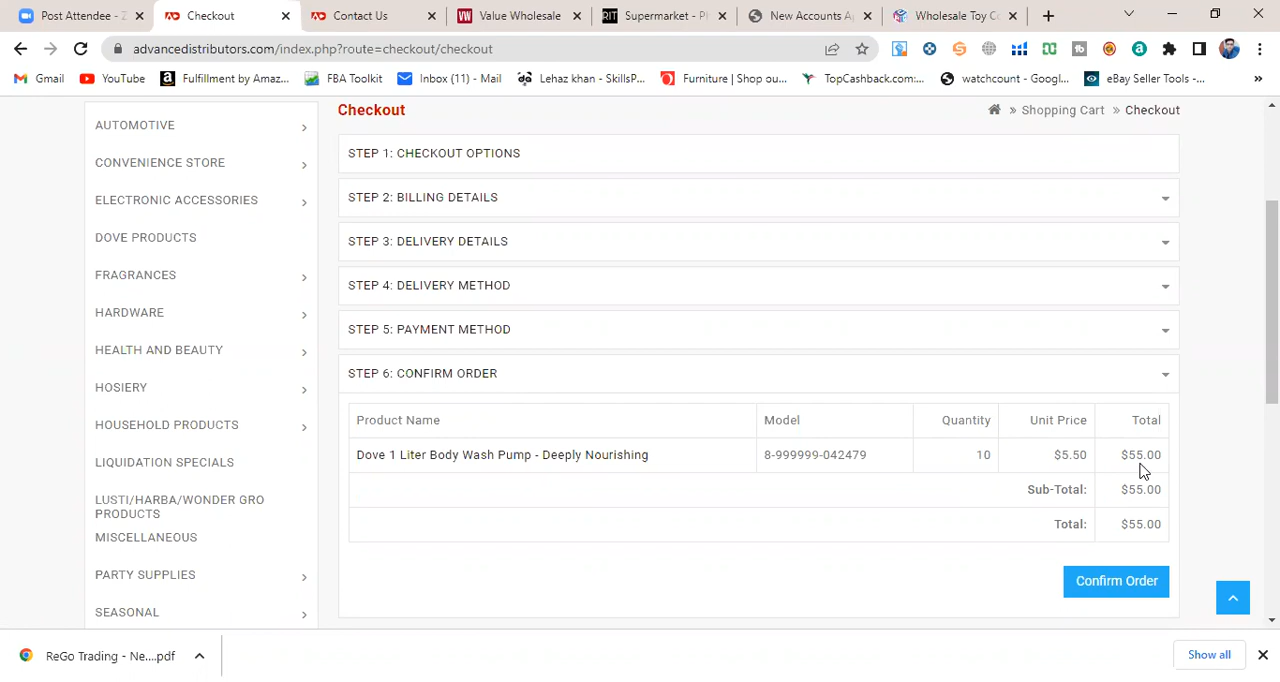 Post Attendee - Z
Checkout
Contact Us
Value Wholesale
Supermarket - P
New Accounts A
Wholesale Toy C
advancedistributors.com/index.php?route=checkout/checkout
Gmail
YouTube
Fulfillment by Amaz...
FBA Toolkit
Inbox (11) - Mail
Lehaz khan - SkillsP...
Furniture | Shop ou...
TopCashback.com:...
watchcount - Googl...
eBay Seller Tools -...
»
Checkout
» Shopping Cart » Checkout
AUTOMOTIVE
CONVENIENCE STORE
ELECTRONIC ACCESSORIES
DOVE PRODUCTS
FRAGRANCES
HARDWARE
HEALTH AND BEAUTY
HOSIERY
HOUSEHOLD PRODUCTS
LIQUIDATION SPECIALS
LUSTI/HARBA/WONDER GRO
PRODUCTS
MISCELLANEOUS
PARTY SUPPLIES
SEASONAL
STEP 1: CHECKOUT OPTIONS
STEP 2: BILLING DETAILS
STEP 3: DELIVERY DETAILS
STEP 4: DELIVERY METHOD
STEP 5: PAYMENT METHOD
STEP 6: CONFIRM ORDER
Product Name Model Quantity Unit Price Total
Dove 1 Liter Body Wash Pump - Deeply Nourishing 8-999999-042479 10 $5.50 $55.00
Sub-Total: $55.00
Total: $55.00
Confirm Order
ReGo Trading - Ne....pdf
Show all